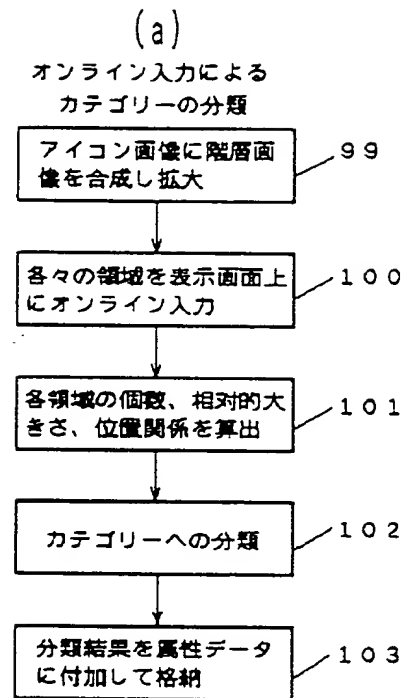 (a)
オンライン入力による
カテゴリーの分類
アイコン画像に階層画
像を合成し拡大
99
各々の領域を表示画面上
にオンライン入力
100
各領域の個数、相対的大
きさ、位置関係を算出
101
カテゴリーへの分類
102
分類結果を属性データ
に付加して格納
103